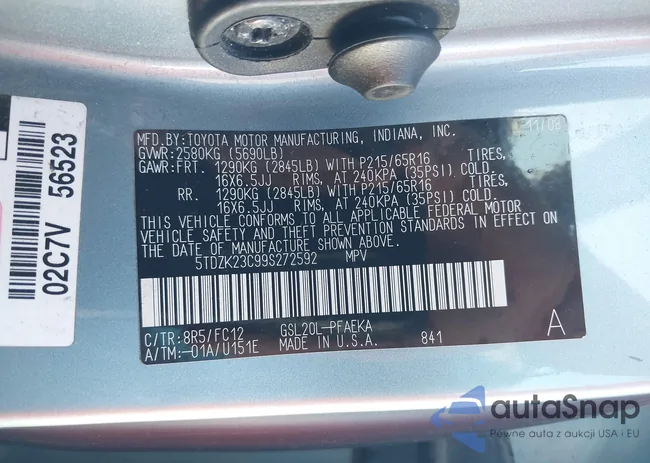 11/08
MFD.BY:TOYOTA MOTOR MANUFACTURING, INDIANA, INC.
GVWR:2580KG (5690LB)
GAWR:FRT. 1290KG (2845LB) WITH P215/65R16 TIRES,
16X6.5JJ RIMS, AT 240KPA (35PSI) COLD.
RR. 1290KG (2845LB) WITH P215/65R16 TIRES,
16X6.5JJ RIMS, AT 240KPA (35PSI) COLD.
THIS VEHICLE CONFORMS TO ALL APPLICABLE FEDERAL MOTOR
VEHICLE SAFETY AND THEFT PREVENTION STANDARDS IN EFFECT ON
THE DATE OF MANUFACTURE SHOWN ABOVE.
5TDZK23C99S272592 MPV
C/TR:8R5/FC12 GSL20L-PFAEKA
A/TM:-01A/U151E MADE IN U.S.A. 841 A
02C7V 56523
autaSnap
Pewne auta z aukcji USA i EU